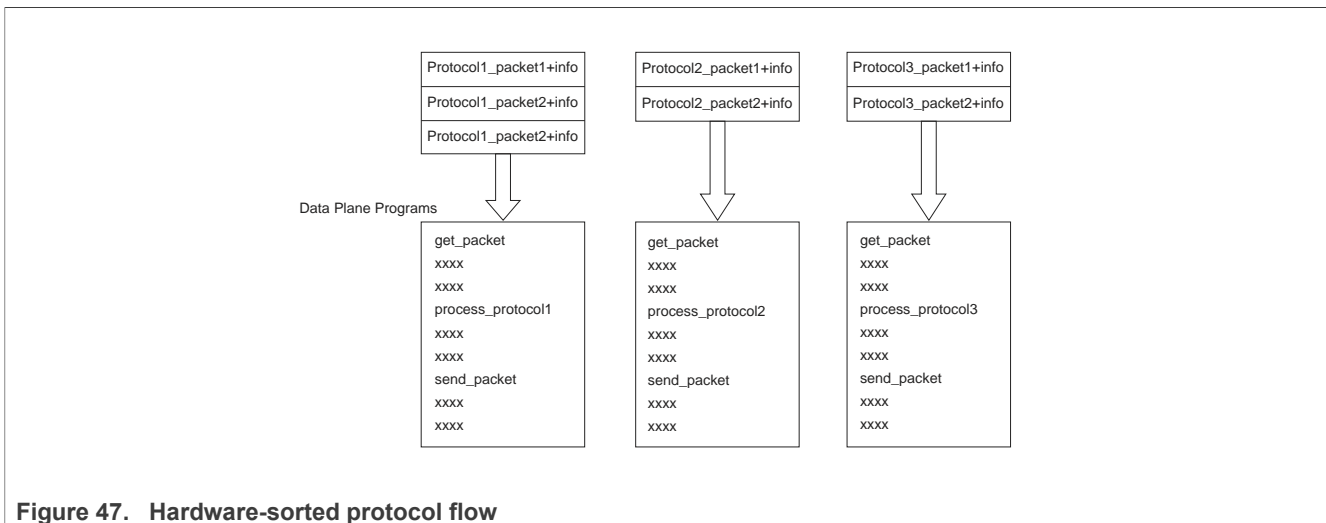 Protocol1_packet1+info
Protocol1_packet2+info
Protocol1_packet2+info
Protocol2_packet1+info
Protocol2_packet2+info
Protocol3_packet1+info
Protocol3_packet2+info
Data Plane Programs
get_packet
xxxx
xxxx
process_protocol1
xxxx
xxxx
send_packet
xxxx
xxxx
get_packet
xxxx
xxxx
process_protocol2
xxxx
xxxx
send_packet
xxxx
xxxx
get_packet
xxxx
xxxx
process_protocol3
xxxx
xxxx
send_packet
xxxx
xxxx
Figure 47. Hardware-sorted protocol flow